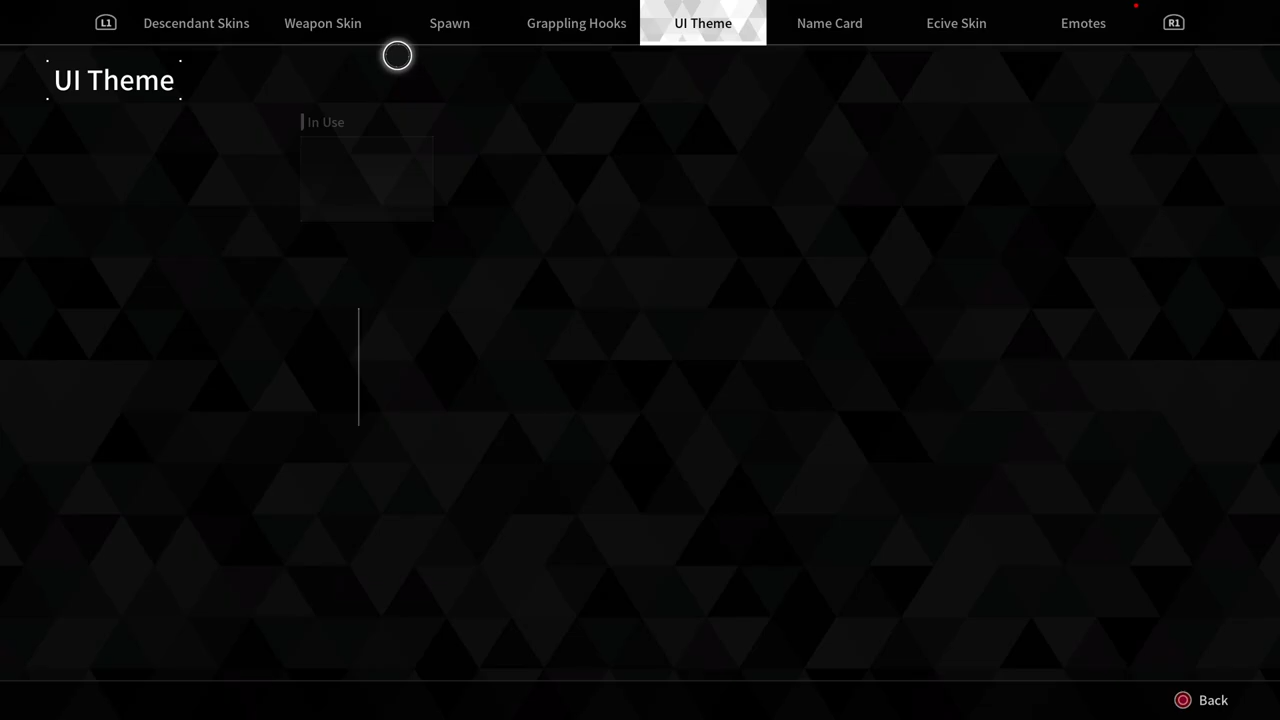 L1 Descendant Skins Weapon Skin Spawn Grappling Hooks UI Theme Name Card Ecive Skin Emotes R1
UI Theme
In Use
Back